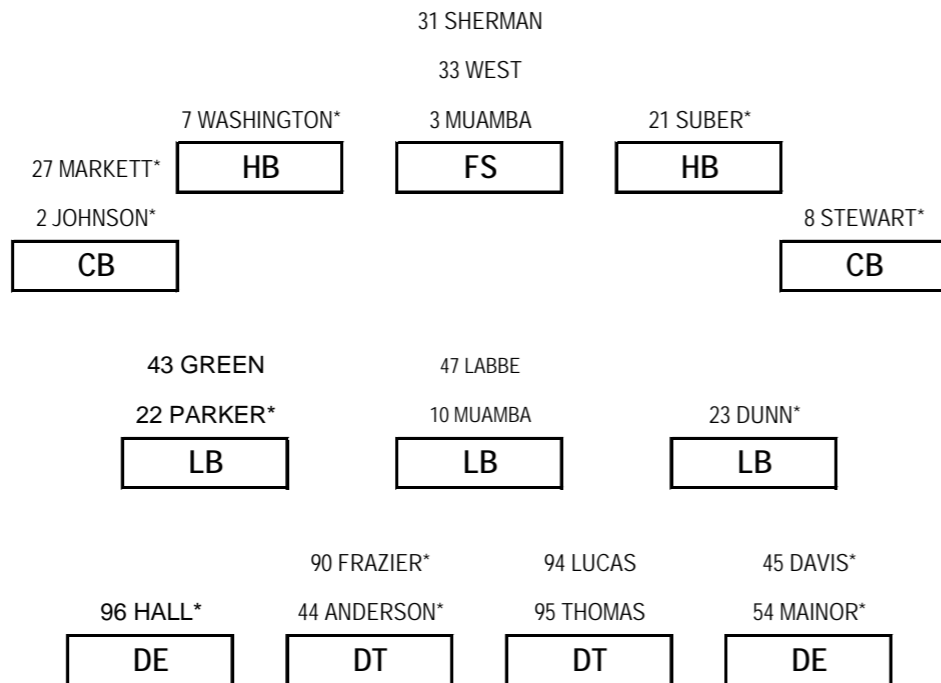 31 SHERMAN
33 WEST
7 WASHINGTON* 3 MUAMBA 21 SUBER*
27 MARKETT* HB FS HB
2 JOHNSON* 8 STEWART*
CB CB
43 GREEN 47 LABBE
22 PARKER* 10 MUAMBA 23 DUNN*
LB LB LB
90 FRAZIER* 94 LUCAS 45 DAVIS*
96 HALL* 44 ANDERSON* 95 THOMAS 54 MAINOR*
DE DT DT DE